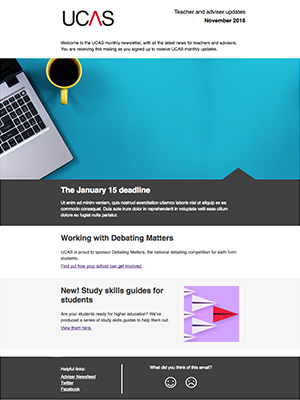 UCAS
Teacher and adviser updates
November 2016
Welcome to the UCAS monthly newsletter, with all the latest news for teachers and advisers.
You are receiving this mailing as you signed up to receive UCAS monthly updates.
The January 15 deadline
Ut enim ad minim veniam, quis nostrud exercitation ullamco laboris nisi ut aliquip ex ea
commodo consequat. Duis aute irure dolor in reprehenderit in voluptate velit esse cillum
dolore eu fugiat nulla pariatur.
Working with Debating Matters
UCAS is proud to sponsor Debating Matters, the national debating competition for sixth form
students.
Find out how your school can get involved.
New! Study skills guides for
students
Are your students ready for higher education? We've
produced a series of study skills guides to help them out.
View them here.
Helpful links:
Adviser Newsfeed
Twitter
Facebook
What did you think of this email?